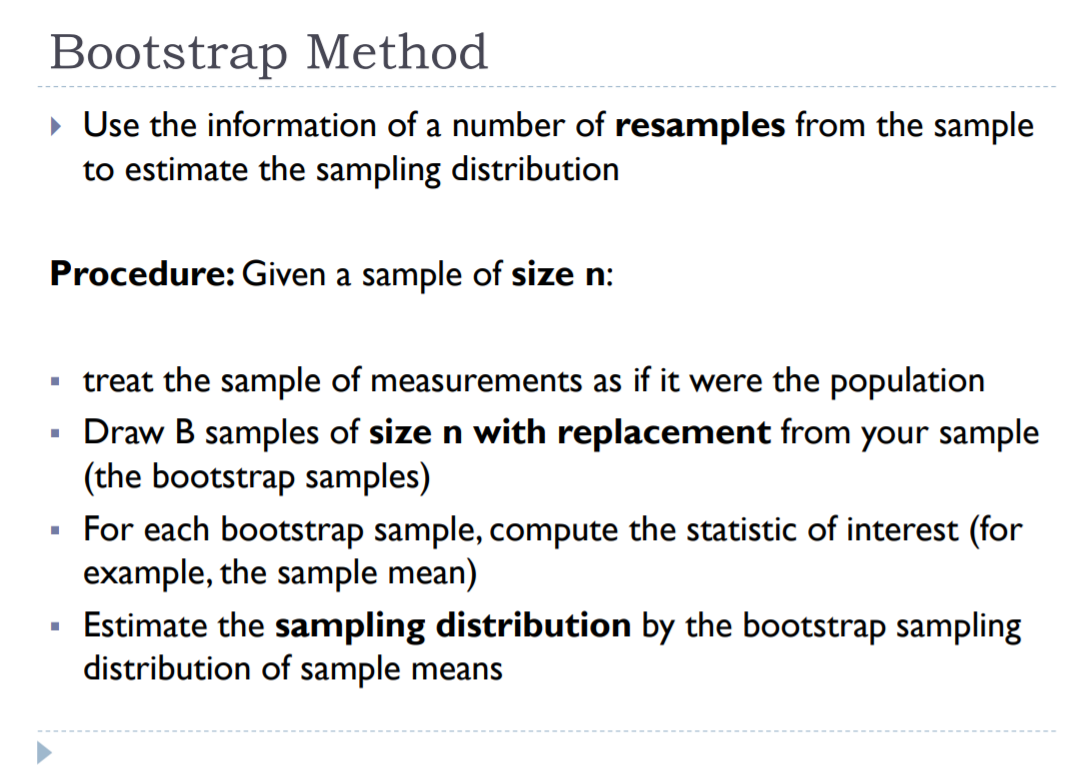 Bootstrap Method
Use the information of a number of resamples from the sample
to estimate the sampling distribution
Procedure: Given a sample of size n:
treat the sample of measurements as if it were the population
Draw B samples of size n with replacement from your sample
(the bootstrap samples)
For each bootstrap sample, compute the statistic of interest (for
example, the sample mean)
Estimate the sampling distribution by the bootstrap sampling
distribution of sample means